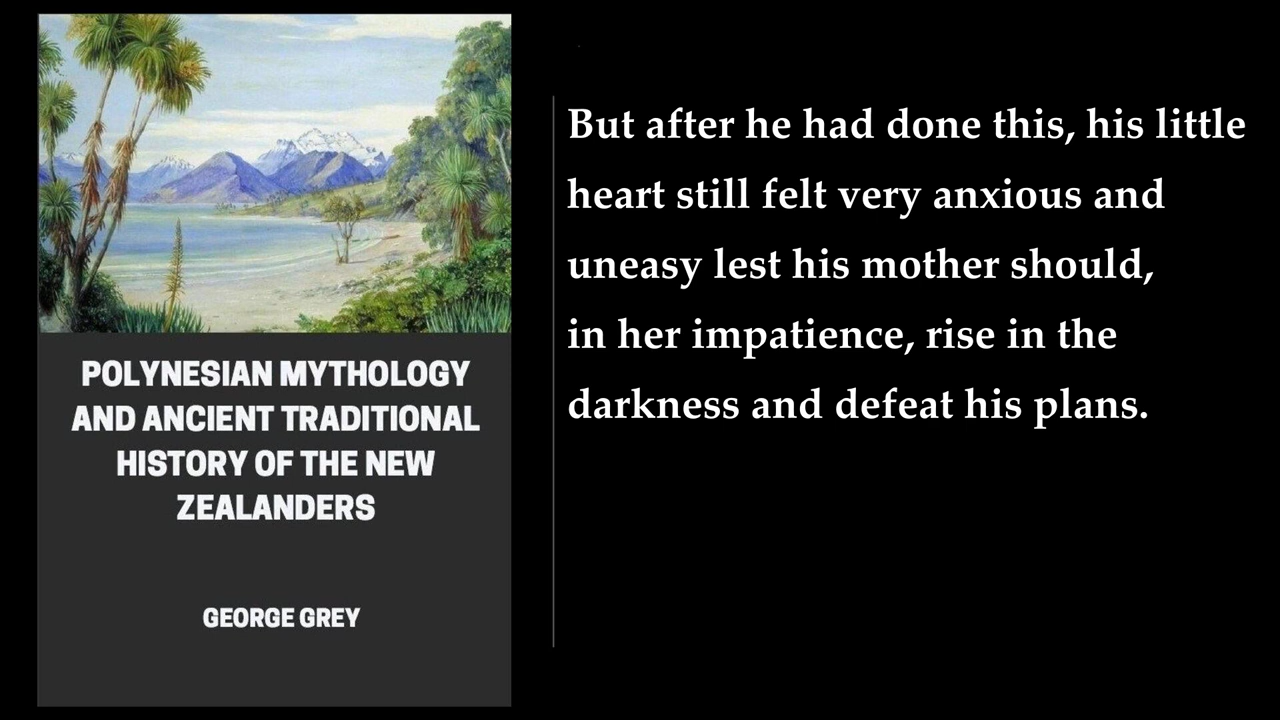 POLYNESIAN MYTHOLOGY
AND ANCIENT TRADITIONAL
HISTORY OF THE NEW
ZEALANDERS
GEORGE GREY
But after he had done this, his little
heart still felt very anxious and
uneasy lest his mother should,
in her impatience, rise in the
darkness and defeat his plans.